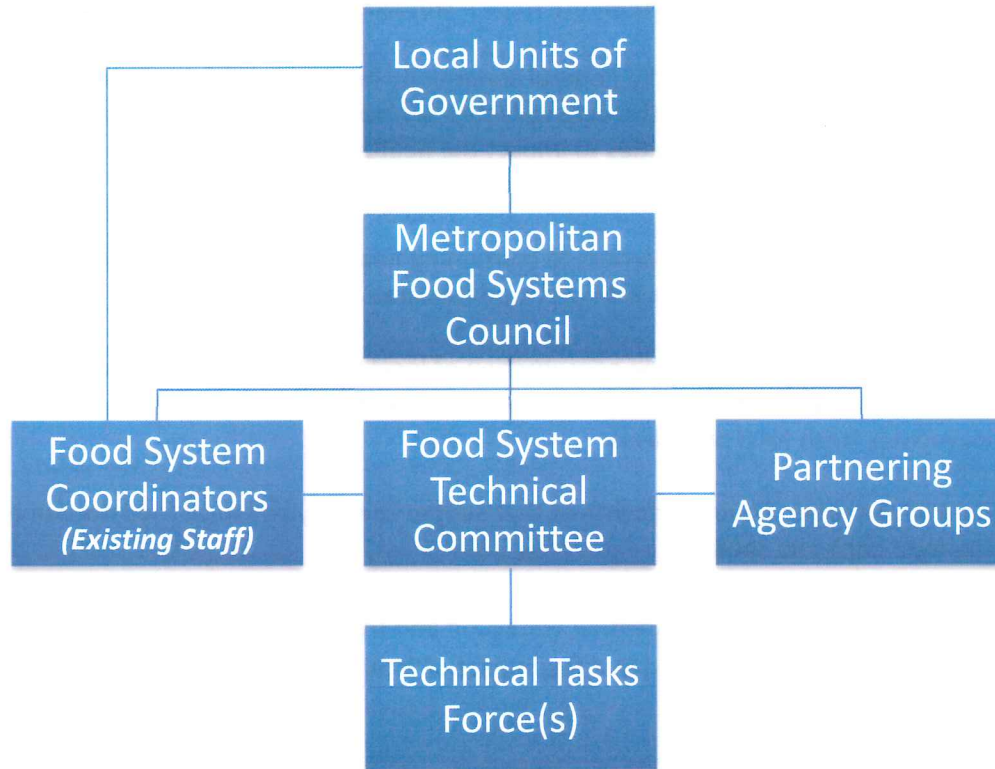 Local Units of
Government
Metropolitan
Food Systems
Council
Food System
Coordinators
(Existing Staff)
Food System
Technical
Committee
Partnering
Agency Groups
Technical Tasks
Force(s)